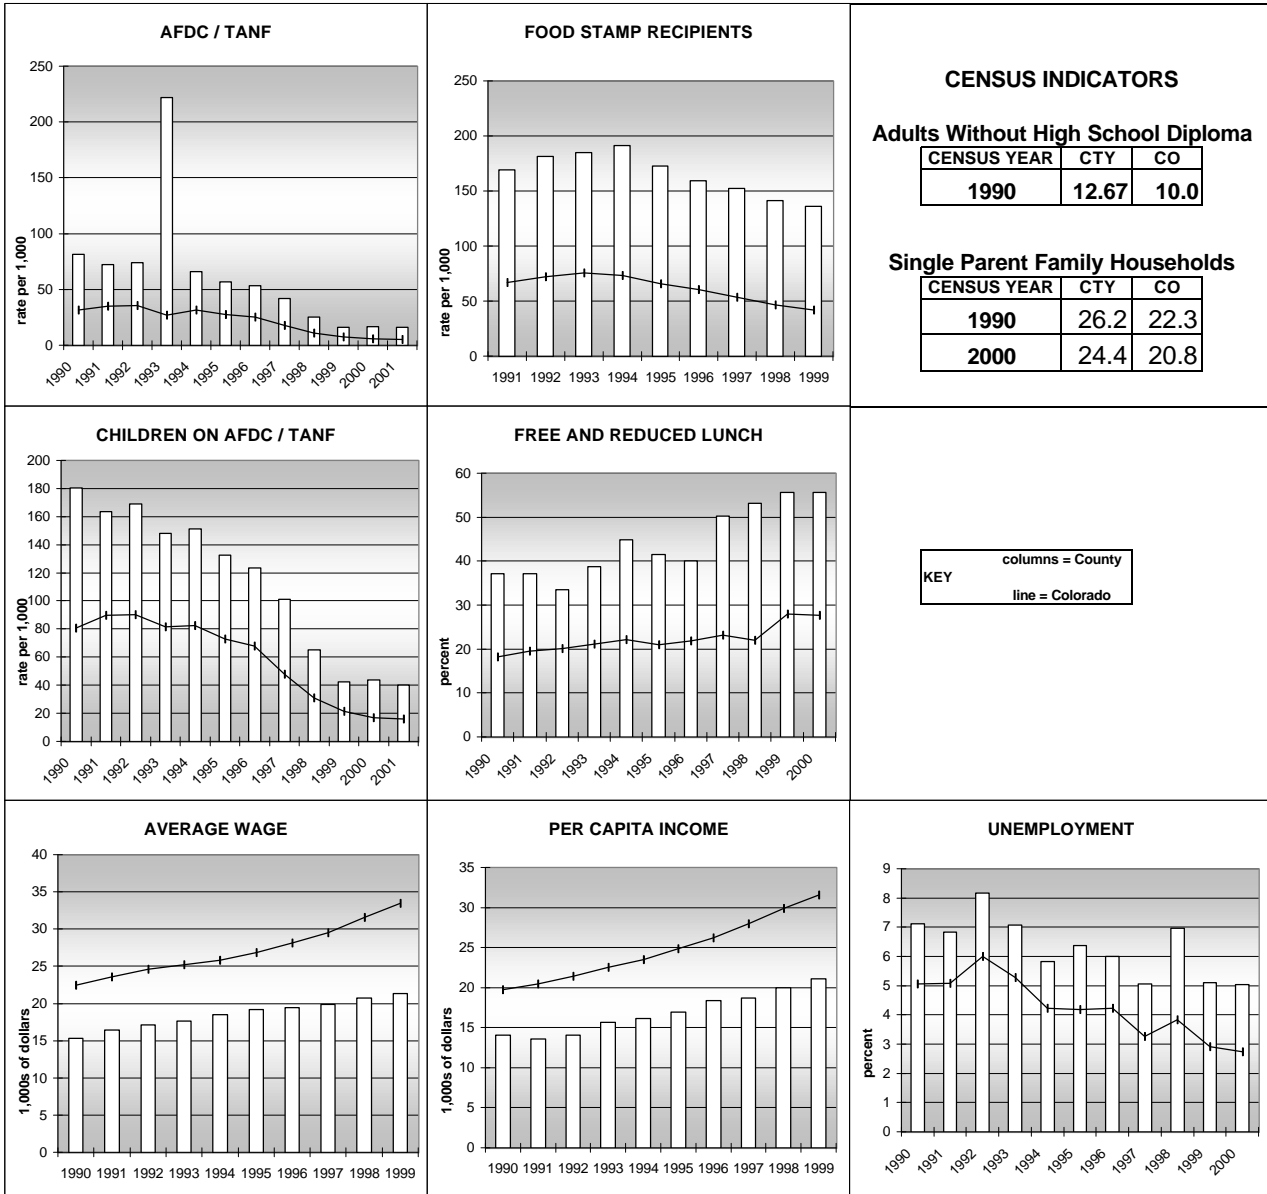 AFDC / TANF
250
200
150
100
50
0
rate per 1,000
1990 1991 1992 1993 1994 1995 1996 1997 1998 1999 2000 2001
FOOD STAMP RECIPIENTS
250
200
150
100
50
0
rate per 1,000
1991 1992 1993 1994 1995 1996 1997 1998 1999
CENSUS INDICATORS
Adults Without High School Diploma
CENSUS YEAR CTY CO
1990 12.67 10.0
Single Parent Family Households
CENSUS YEAR CTY CO
1990 26.2 22.3
2000 24.4 20.8
CHILDREN ON AFDC / TANF
200
180
160
140
120
100
80
60
40
20
0
rate per 1,000
1990 1991 1992 1993 1994 1995 1996 1997 1998 1999 2000 2001
FREE AND REDUCED LUNCH
60
50
40
30
20
10
0
percent
1990 1991 1992 1993 1994 1995 1996 1997 1998 1999 2000
columns = County
KEY
line = Colorado
AVERAGE WAGE
40
35
30
25
20
15
10
5
0
1,000s of dollars
1990 1991 1992 1993 1994 1995 1996 1997 1998 1999
PER CAPITA INCOME
35
30
25
20
15
10
5
0
1,000s of dollars
1990 1991 1992 1993 1994 1995 1996 1997 1998 1999
UNEMPLOYMENT
9
8
7
6
5
4
3
2
1
0
percent
1990 1991 1992 1993 1994 1995 1996 1997 1998 1999 2000